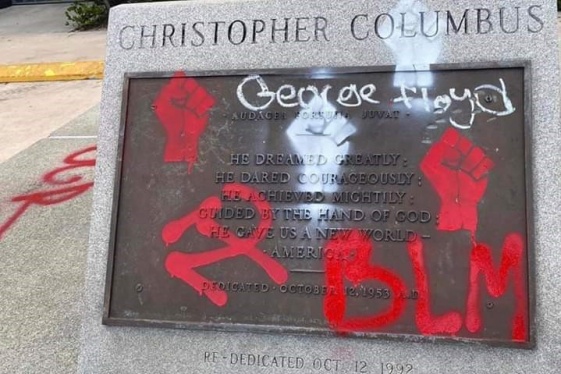 CHRISTOPHER COLUMBUS
George Floyd
- AUDACES FORTUNA JUVAT -
HE DREAMED GREATLY:
HE DARED COURAGEOUSLY:
HE ACHIEVED MIGHTILY:
GUIDED BY THE HAND OF GOD:
HE GAVE US A NEW WORLD –
AMERICA
BLM
DEDICATED · OCTOBER 12, 1953
RE-DEDICATED OCT. 12 1992